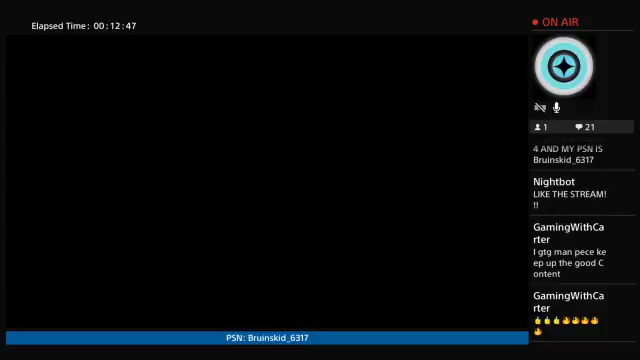 Elapsed Time: 00:12:47
ON AIR
1 21
4 AND MY PSN IS
Bruinskid_6317
Nightbot
LIKE THE STREAM!
!!
GamingWithCa
rter
I gtg man pece ke
ep up the good C
ontent
GamingWithCa
rter
👍👍👍🔥🔥🔥🔥
🔥
PSN: Bruinskid_6317